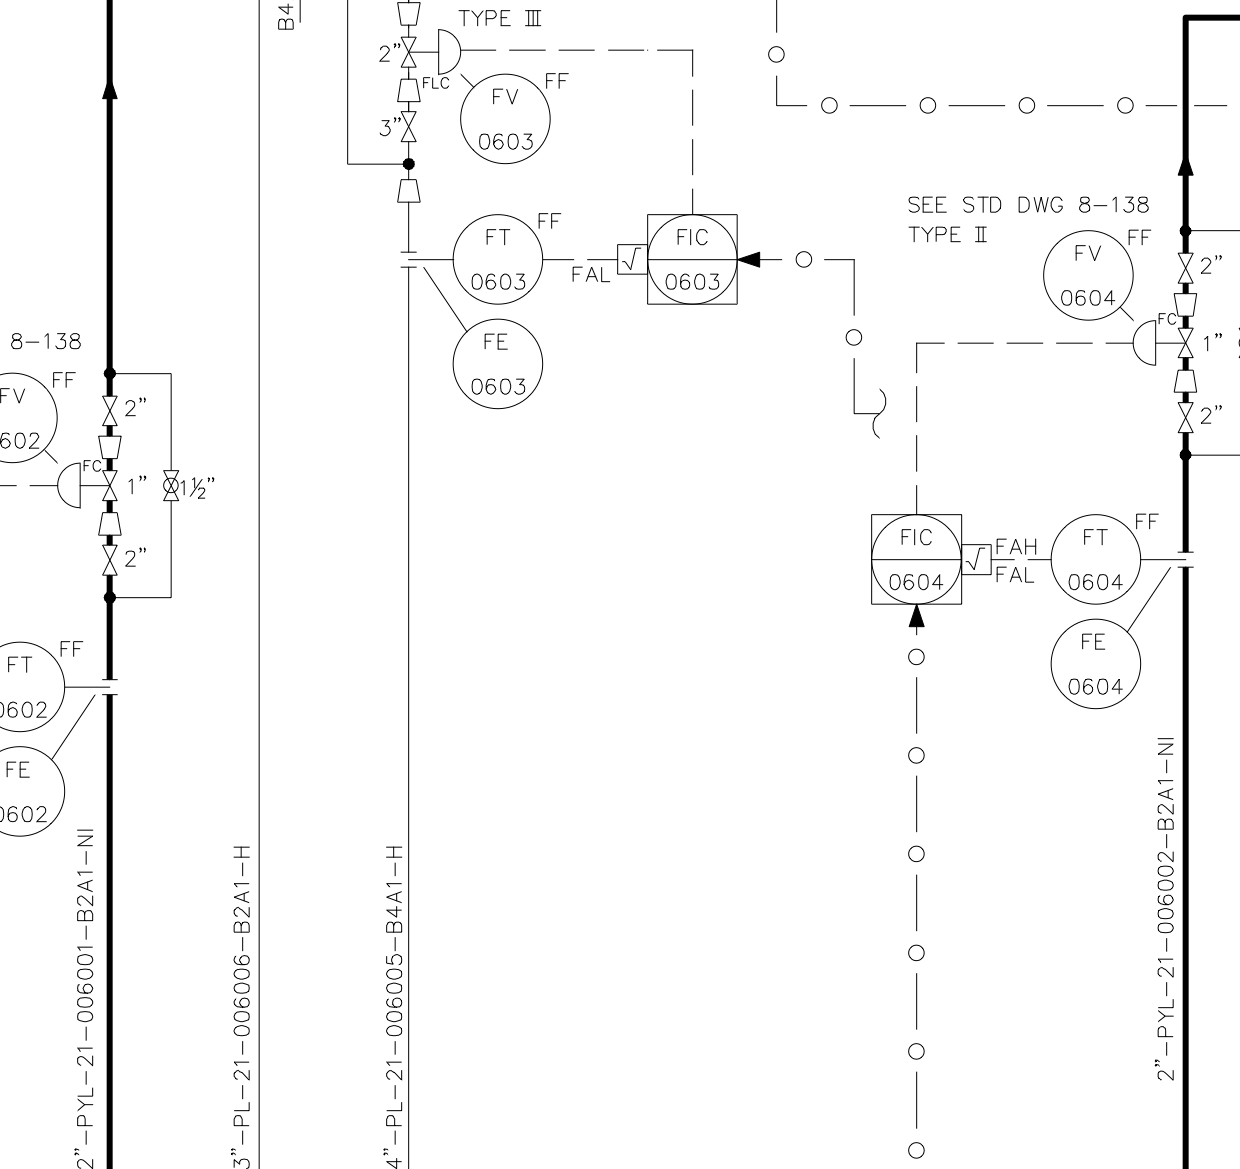 B4
TYPE III
2”
FLC
FF
FV
0603
3”
SEE STD DWG 8-138
TYPE II
FF
FT
0603
FAL
√
FIC
0603
FE
0603
FF
FV
0604
2”
FC
1”
2”
8-138
FF
FV
602
2”
FC
1”
1½”
2”
FIC
0604
√
FAH
FAL
FF
FT
0604
FE
0604
FF
FT
0602
FE
0602
2”-PYL-21-006001-B2A1-NI
3”-PL-21-006006-B2A1-H
4”-PL-21-006005-B4A1-H
2”-PYL-21-006002-B2A1-NI